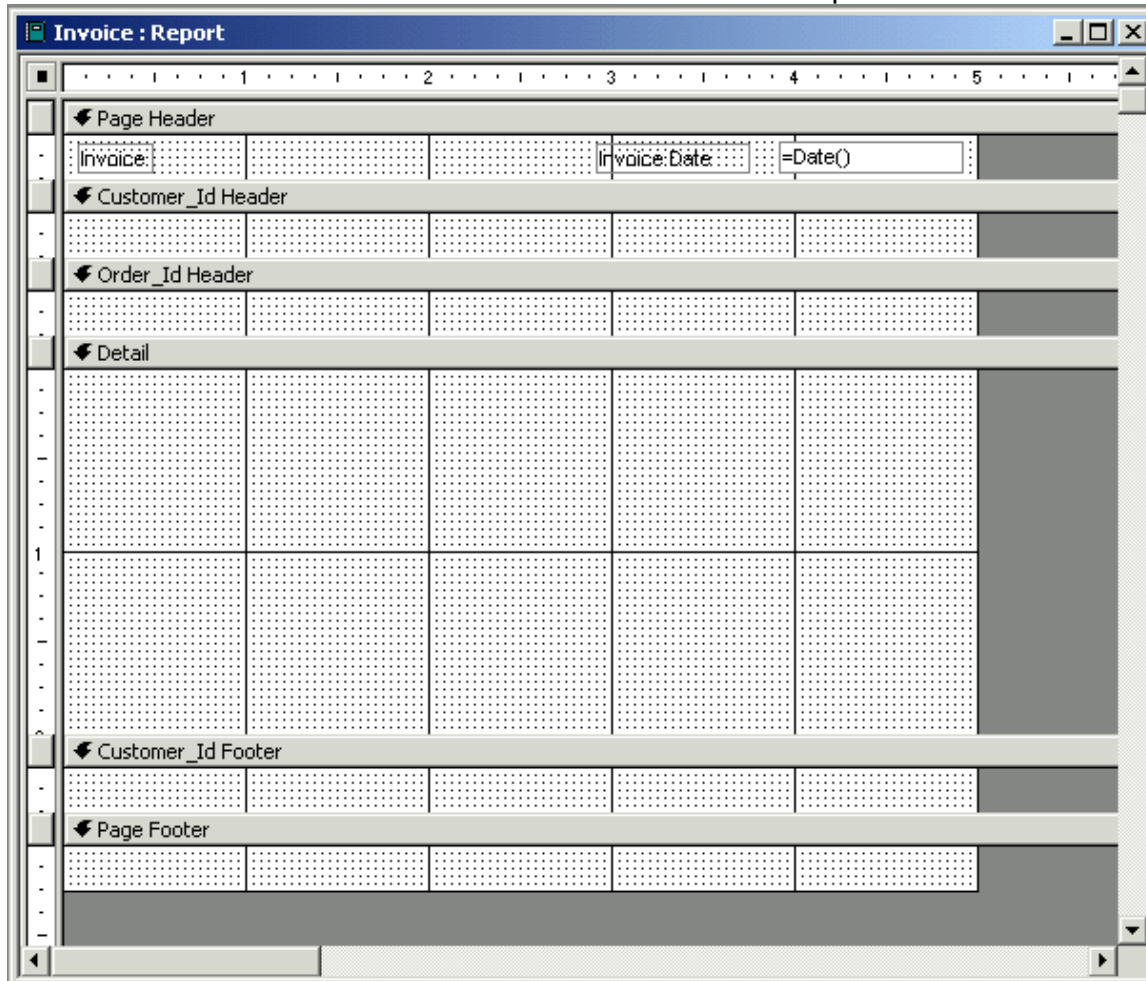 Invoice : Report
1 2 3 4 5
Page Header
Invoice Invoice Date =Date()
Customer_Id Header
Order_Id Header
Detail
1
Customer_Id Footer
Page Footer